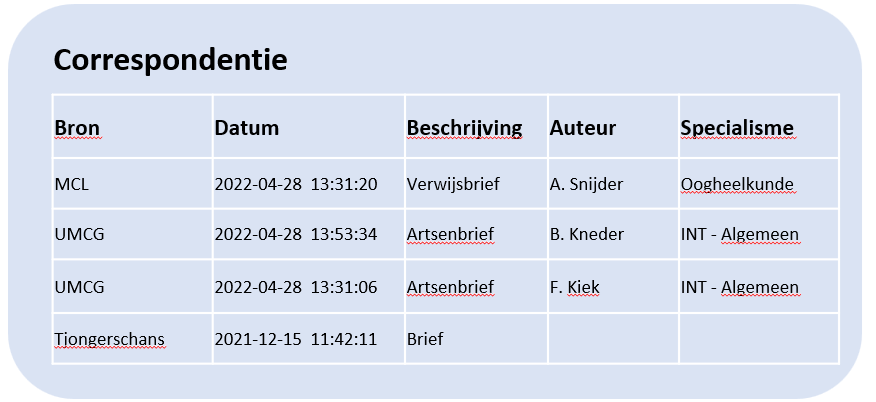 Correspondentie
Bron Datum Beschrijving Auteur Specialisme
MCL 2022-04-28 13:31:20 Verwijsbrief A. Snijder Oogheelkunde
UMCG 2022-04-28 13:53:34 Artsenbrief B. Kneder INT - Algemeen
UMCG 2022-04-28 13:31:06 Artsenbrief F. Kiek INT - Algemeen
Tjongerschans 2021-12-15 11:42:11 Brief